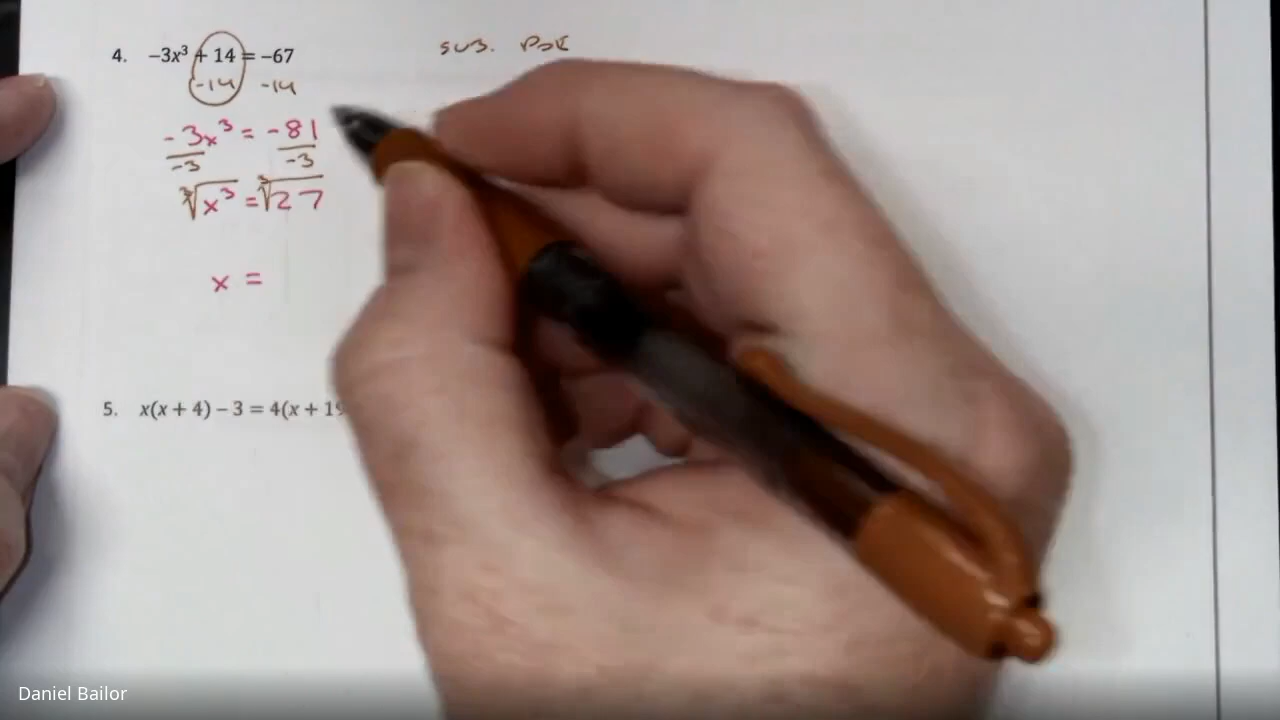 4. −3x³ + 14 = −67
SUB. POE
-14 -14
-3x³ = -81
-3 -3
∛x³ = ∛27
x =
5. x(x + 4) – 3 = 4(x + 19
Daniel Bailor